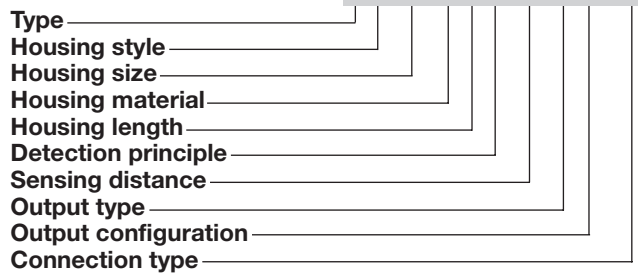 Type
Housing style
Housing size
Housing material
Housing length
Detection principle
Sensing distance
Output type
Output configuration
Connection type